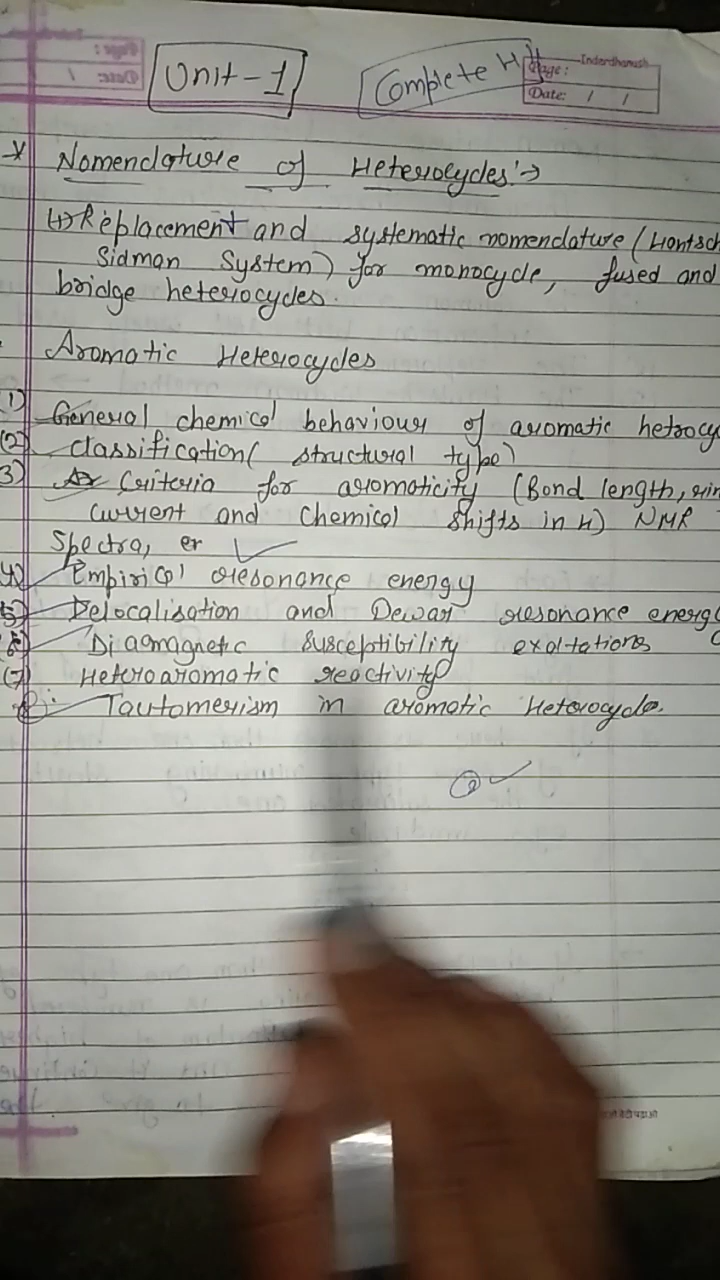 Unit-1
Complete
Inderdhanush
Page:
Date: / /
Nomenclature of Heterocycles:→
Replacement and systematic nomenclature (Hontsch
Sidman System) for monocycle, fused and
bridge heterocycles.
Aromatic Heterocycles
(1) General chemical behaviour of aromatic hetrocy
(2) classification( structural type)
3) Criteria for aromaticity (Bond length, rin
current and Chemical Shifts in H) NMR
Spectra, er
4) Empirical resonance energy
5) Delocalisation and Dewar resonance energ
Diamagnetic susceptibility exaltations
(7) Heteroaromatic reactivity
Tautomerism in aromatic Heterocycle.